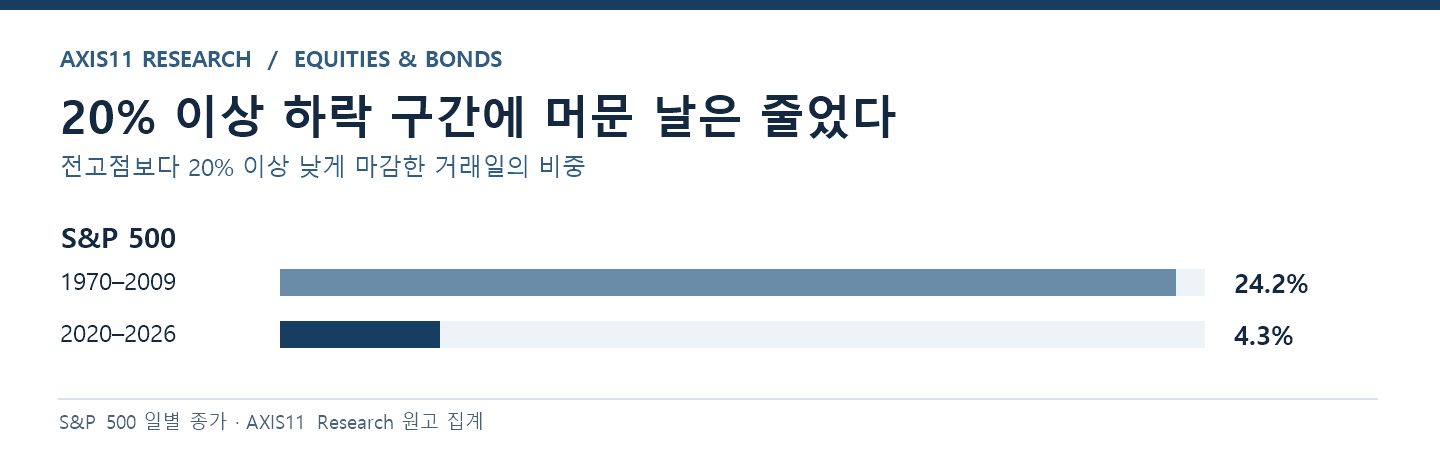 AXIS11 RESEARCH / EQUITIES & BONDS
20% 이상 하락 구간에 머문 날은 줄었다
전고점보다 20% 이상 낮게 마감한 거래일의 비중
S&P 500
1970–2009 24.2%
2020–2026 4.3%
S&P 500 일별 종가 · AXIS11 Research 원고 집계